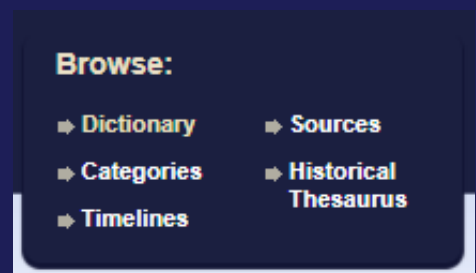 Browse:
Dictionary
Categories
Timelines
Sources
Historical
Thesaurus